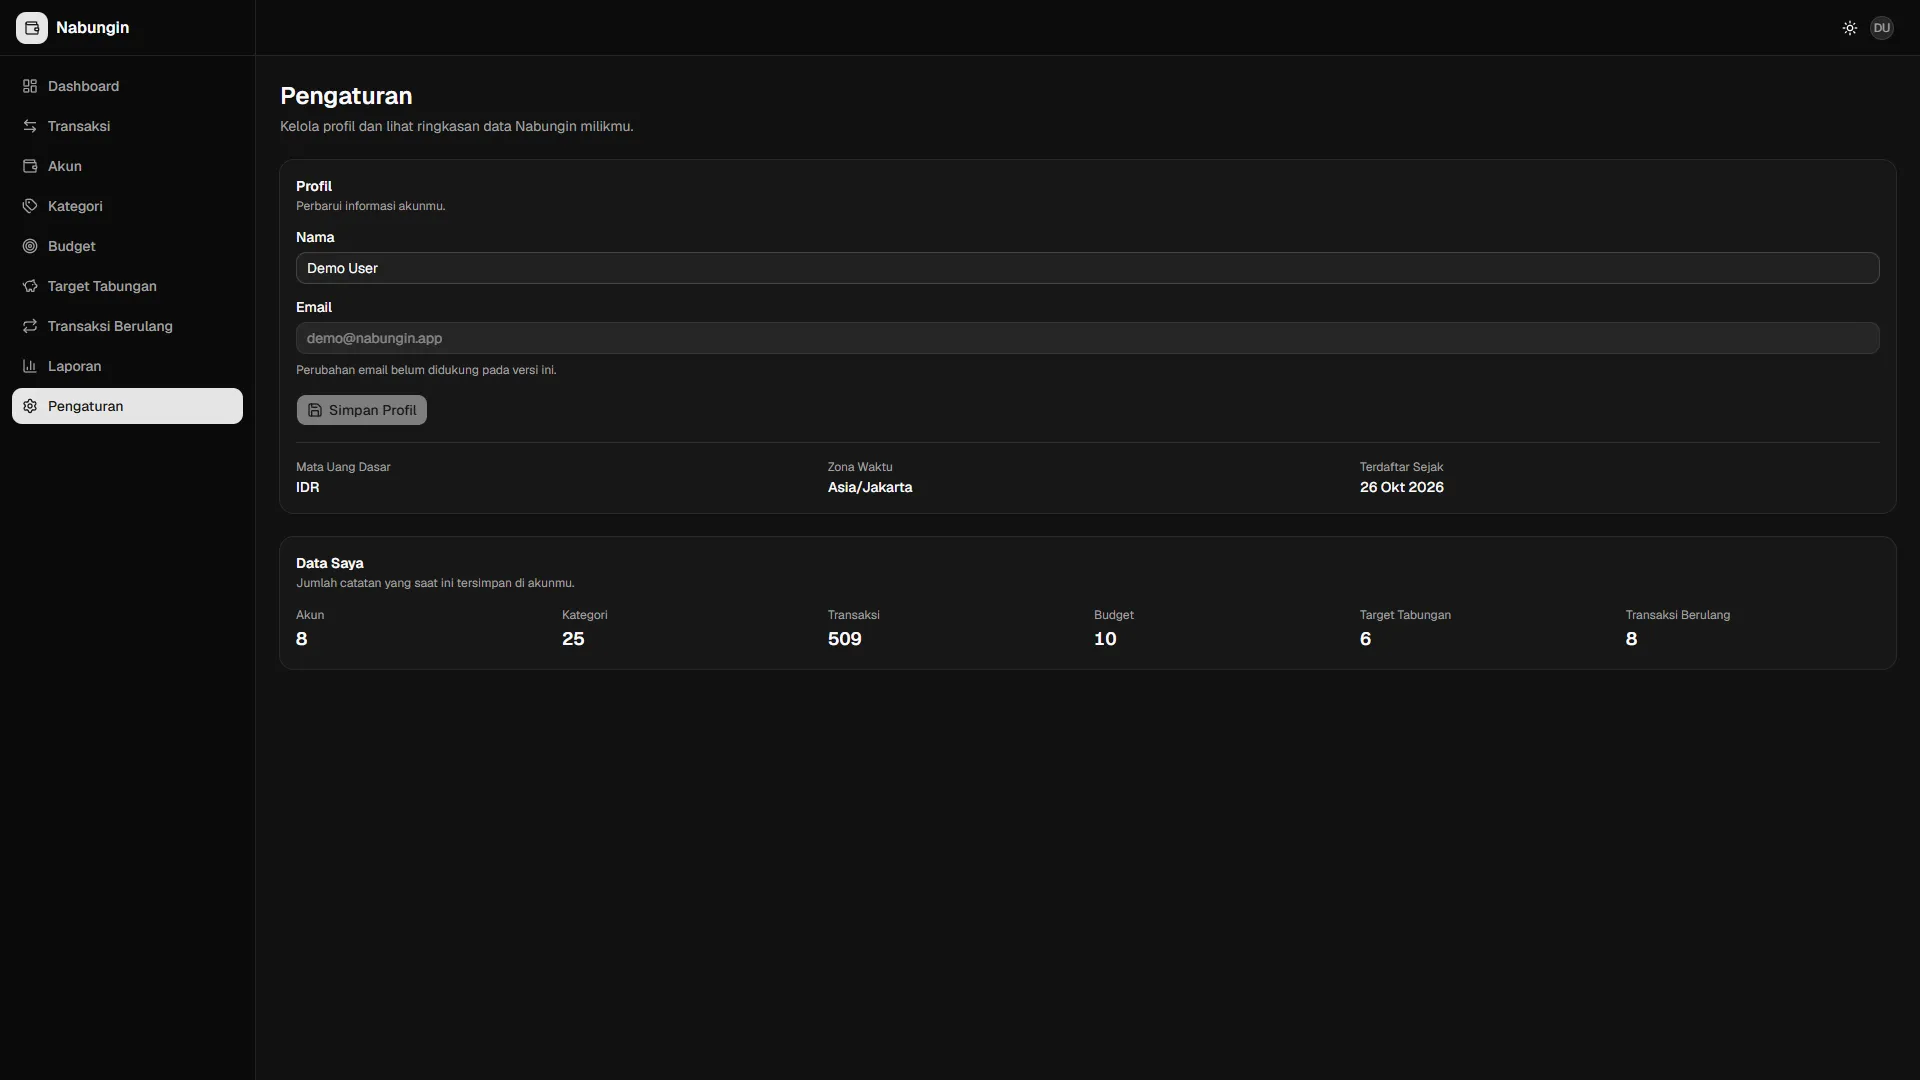 Nabungin
DU
Dashboard
Transaksi
Akun
Kategori
Budget
Target Tabungan
Transaksi Berulang
Laporan
Pengaturan
Pengaturan
Kelola profil dan lihat ringkasan data Nabungin milikmu.
Profil
Perbarui informasi akunmu.
Nama
Demo User
Email
demo@nabungin.app
Perubahan email belum didukung pada versi ini.
Simpan Profil
Mata Uang Dasar
IDR
Zona Waktu
Asia/Jakarta
Terdaftar Sejak
26 Okt 2026
Data Saya
Jumlah catatan yang saat ini tersimpan di akunmu.
Akun
8
Kategori
25
Transaksi
509
Budget
10
Target Tabungan
6
Transaksi Berulang
8